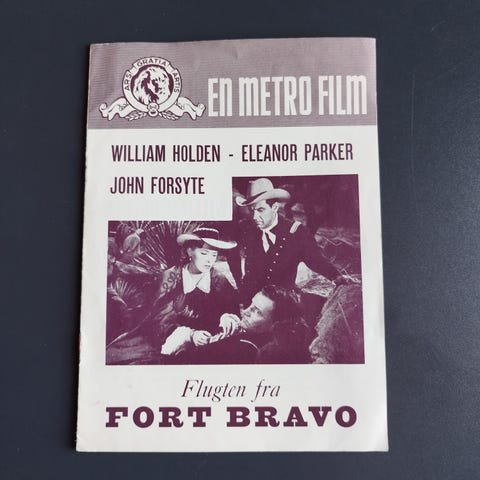 ARS GRATIA ARTIS
EN METRO FILM
WILLIAM HOLDEN - ELEANOR PARKER
JOHN FORSYTE
Flugten fra
FORT BRAVO